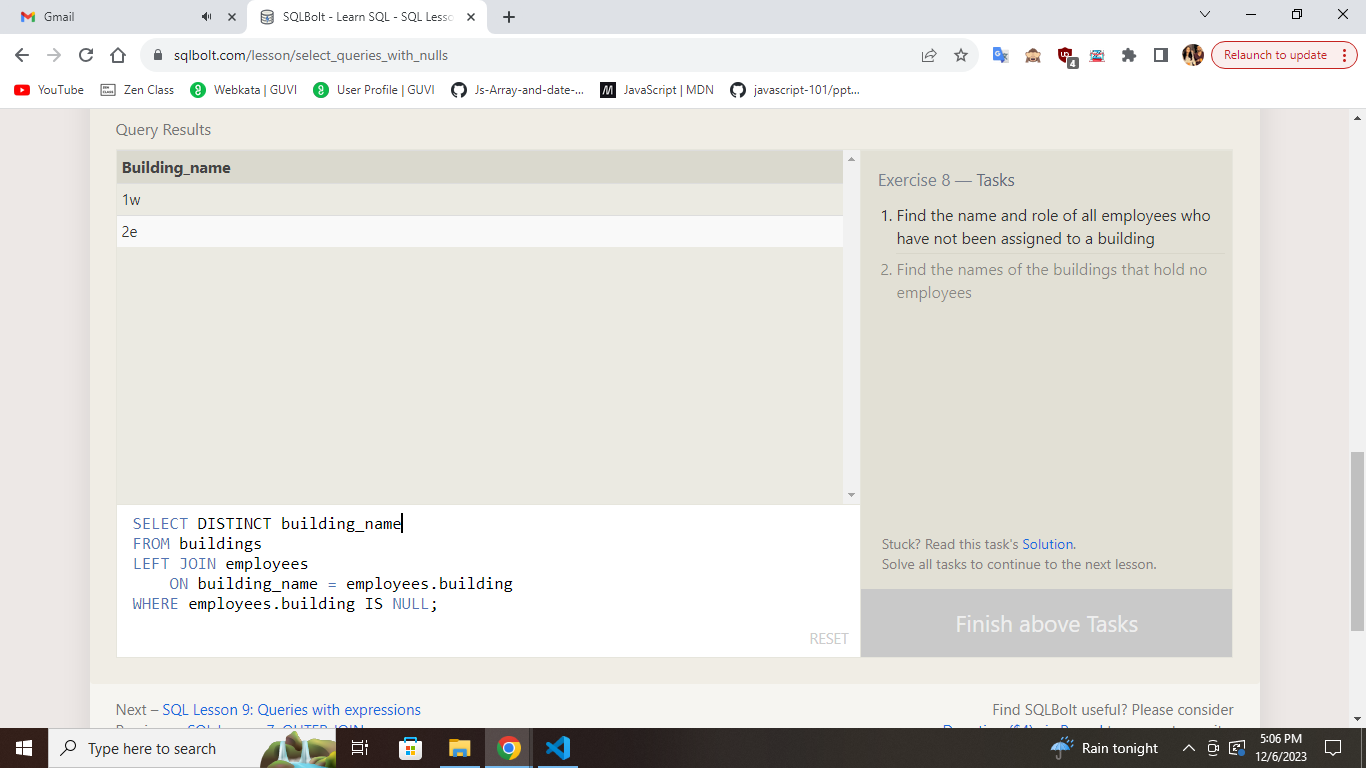 Gmail
SQLBolt - Learn SQL - SQL Lesso
sqlbolt.com/lesson/select_queries_with_nulls
4
Relaunch to update
YouTube
Zen Class
Webkata | GUVI
User Profile | GUVI
Js-Array-and-date-...
JavaScript | MDN
javascript-101/ppt...
Query Results
Building_name
1w
2e
Exercise 8 — Tasks
1. Find the name and role of all employees who
have not been assigned to a building
2. Find the names of the buildings that hold no
employees
Stuck? Read this task's Solution.
Solve all tasks to continue to the next lesson.
Finish above Tasks
SELECT DISTINCT building_name
FROM buildings
LEFT JOIN employees
ON building_name = employees.building
WHERE employees.building IS NULL;
RESET
Next – SQL Lesson 9: Queries with expressions
Find SQLBolt useful? Please consider
Type here to search
Rain tonight
5:06 PM
12/6/2023